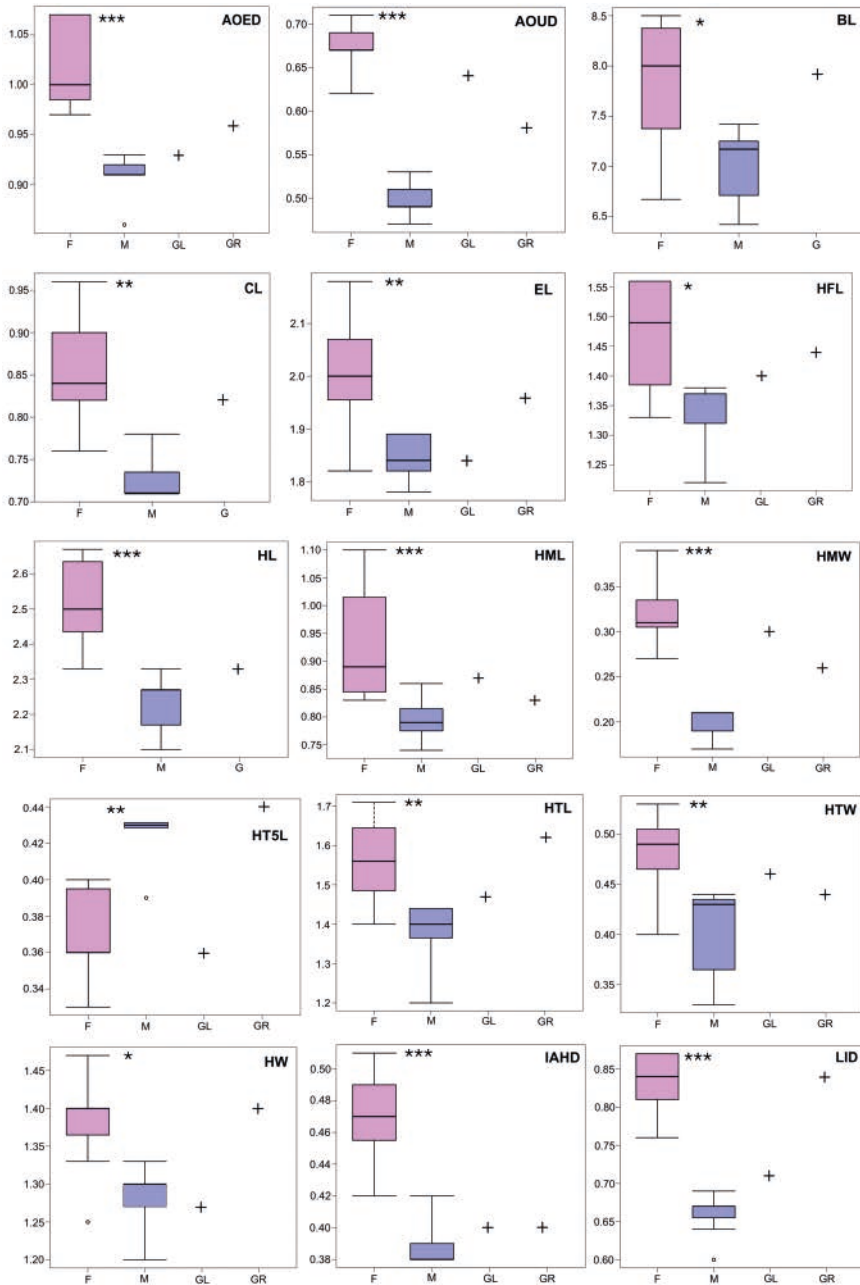 *** AOED
1.05
1.00
0.95
0.90
F M GL GR
*** AOUD
0.70
0.65
0.60
0.55
0.50
F M GL GR
* BL
8.5
8.0
7.5
7.0
6.5
F M G
** CL
0.95
0.90
0.85
0.80
0.75
0.70
F M G
** EL
2.1
2.0
1.9
1.8
F M GL GR
* HFL
1.55
1.50
1.45
1.40
1.35
1.30
1.25
F M GL GR
*** HL
2.6
2.5
2.4
2.3
2.2
2.1
F M G
*** HML
1.10
1.00
0.95
0.90
0.85
0.80
0.75
F M GL GR
*** HMW
0.35
0.30
0.20
F M GL GR
** HT5L
0.44
0.42
0.40
0.38
0.36
0.34
F M GL GR
** HTL
1.7
1.6
1.5
1.4
1.3
1.2
F M GL GR
** HTW
0.50
0.45
0.40
0.35
F M GL GR
* HW
1.45
1.40
1.35
1.30
1.25
1.20
F M GL GR
*** IAHD
0.50
0.48
0.46
0.44
0.42
0.40
0.38
F M GL GR
*** LID
0.85
0.80
0.75
0.70
0.65
0.60
F M GL GR